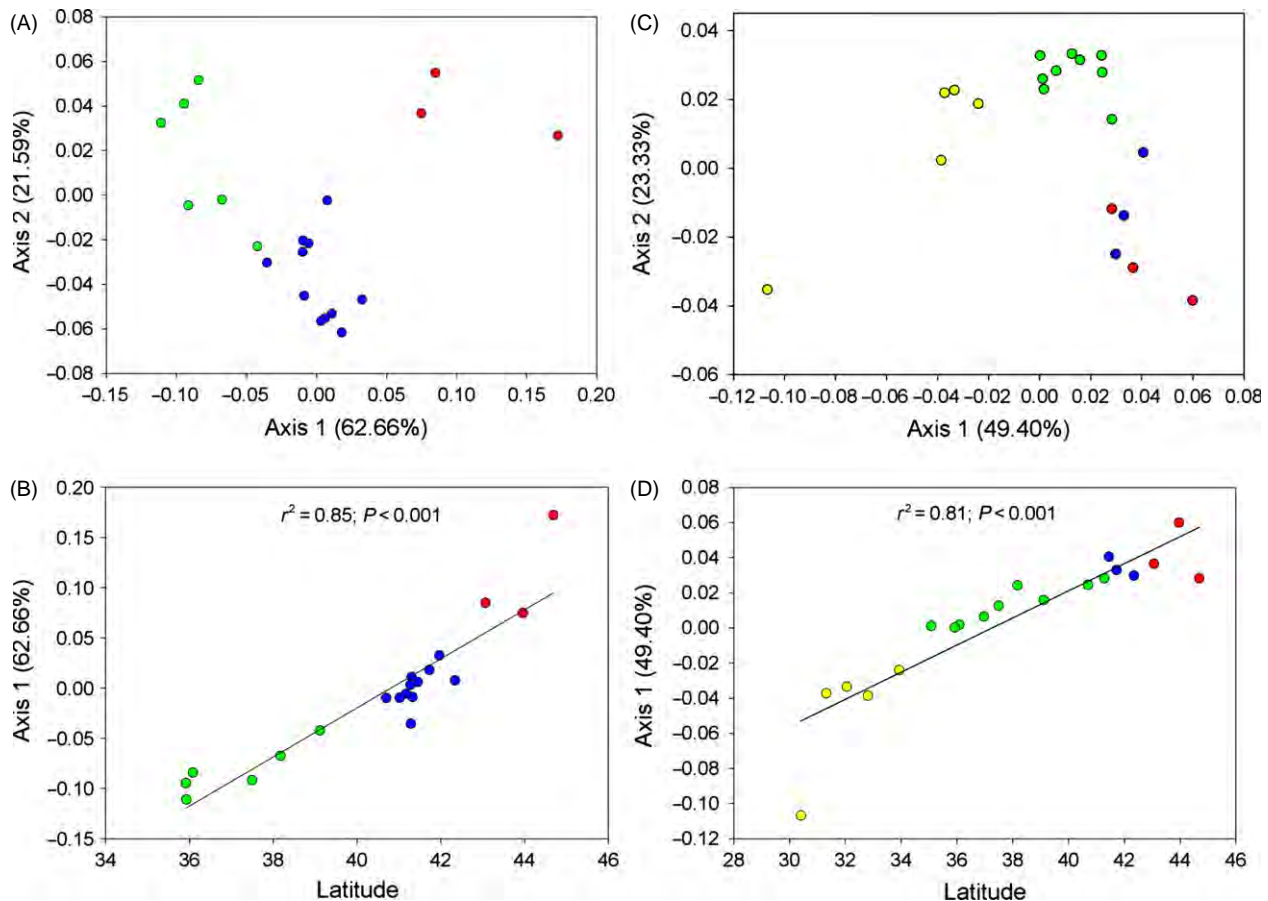 (A)
0.08
0.06
0.04
0.02
0.00
–0.02
–0.04
–0.06
–0.08
Axis 2 (21.59%)
–0.15 –0.10 –0.05 0.00 0.05 0.10 0.15 0.20
Axis 1 (62.66%)
(C)
0.04
0.02
0.00
–0.02
–0.04
–0.06
Axis 2 (23.33%)
–0.12 –0.10 –0.08 –0.06 –0.04 –0.02 0.00 0.02 0.04 0.06 0.08
Axis 1 (49.40%)
(B)
0.20
0.15
0.10
0.05
0.00
–0.05
–0.10
–0.15
Axis 1 (62.66%)
r² = 0.85; P < 0.001
34 36 38 40 42 44 46
Latitude
(D)
0.08
0.06
0.04
0.02
0.00
–0.02
–0.04
–0.06
–0.08
–0.10
–0.12
Axis 1 (49.40%)
r² = 0.81; P < 0.001
28 30 32 34 36 38 40 42 44 46
Latitude